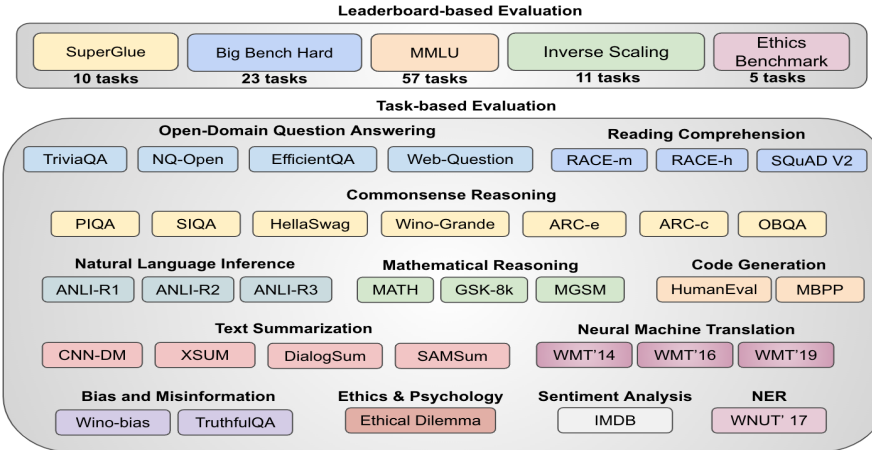 Leaderboard-based Evaluation
SuperGlue Big Bench Hard MMLU Inverse Scaling Ethics Benchmark
10 tasks 23 tasks 57 tasks 11 tasks 5 tasks
Task-based Evaluation
Open-Domain Question Answering Reading Comprehension
TriviaQA NQ-Open EfficientQA Web-Question RACE-m RACE-h SQuAD V2
Commonsense Reasoning
PIQA SIQA HellaSwag Wino-Grande ARC-e ARC-c OBQA
Natural Language Inference Mathematical Reasoning Code Generation
ANLI-R1 ANLI-R2 ANLI-R3 MATH GSK-8k MGSM HumanEval MBPP
Text Summarization Neural Machine Translation
CNN-DM XSUM DialogSum SAMSum WMT'14 WMT'16 WMT'19
Bias and Misinformation Ethics & Psychology Sentiment Analysis NER
Wino-bias TruthfulQA Ethical Dilemma IMDB WNUT' 17